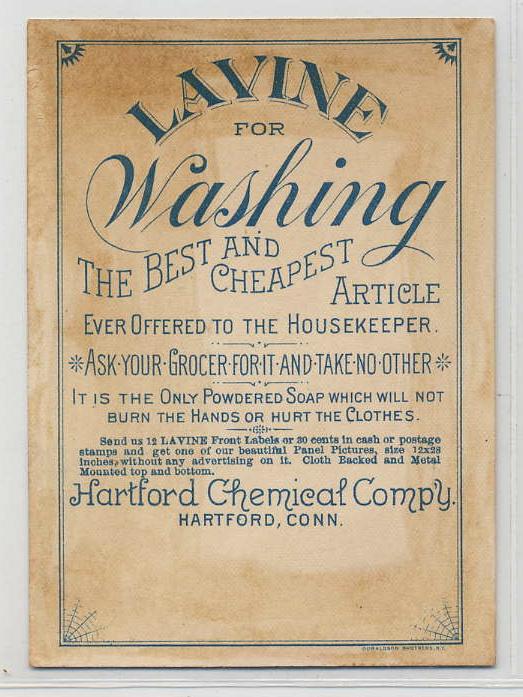 LAVINE
FOR
Washing
THE BEST AND CHEAPEST
ARTICLE
EVER OFFERED TO THE HOUSEKEEPER.
ASK·YOUR·GROCER·FOR·IT·AND·TAKE·NO·OTHER
IT IS THE ONLY POWDERED SOAP WHICH WILL NOT
BURN THE HANDS OR HURT THE CLOTHES.
Send us 12 LAVINE Front Labels or 30 cents in cash or postage
stamps and get one of our beautiful Panel Pictures, size 12x28
inches, without any advertising on it. Cloth Backed and Metal
Mounted top and bottom.
Hartford Chemical Compy.
HARTFORD, CONN.
DONALDSON BROTHERS, N.Y.